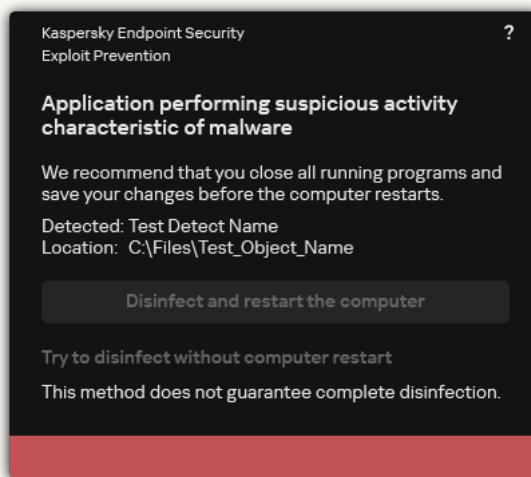 Kaspersky Endpoint Security
?
Exploit Prevention
Application performing suspicious activity
characteristic of malware
We recommend that you close all running programs and
save your changes before the computer restarts.
Detected: Test Detect Name
Location: C:\Files\Test_Object_Name
Disinfect and restart the computer
Try to disinfect without computer restart
This method does not guarantee complete disinfection.